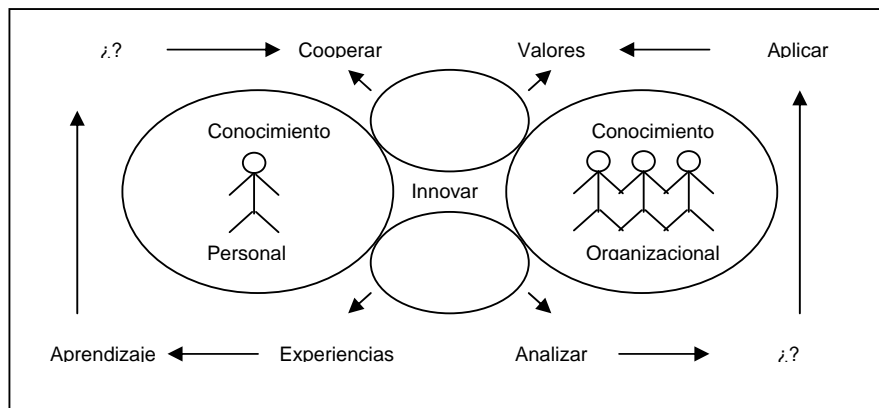 ¿? Cooperar Valores Aplicar
Conocimiento Conocimiento
Innovar
Personal Organizacional
Aprendizaje Experiencias Analizar ¿?